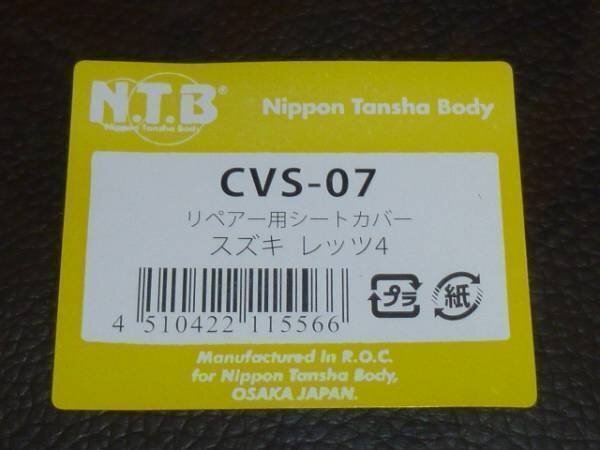 N.T.B®
Nippon Tansha Body
Nippon Tansha Body
CVS-07
リペアー用シートカバー
スズキ レッツ4
4 510422 115566
プラ
紙
Manufactured in R.O.C.
for Nippon Tansha Body,
OSAKA JAPAN.